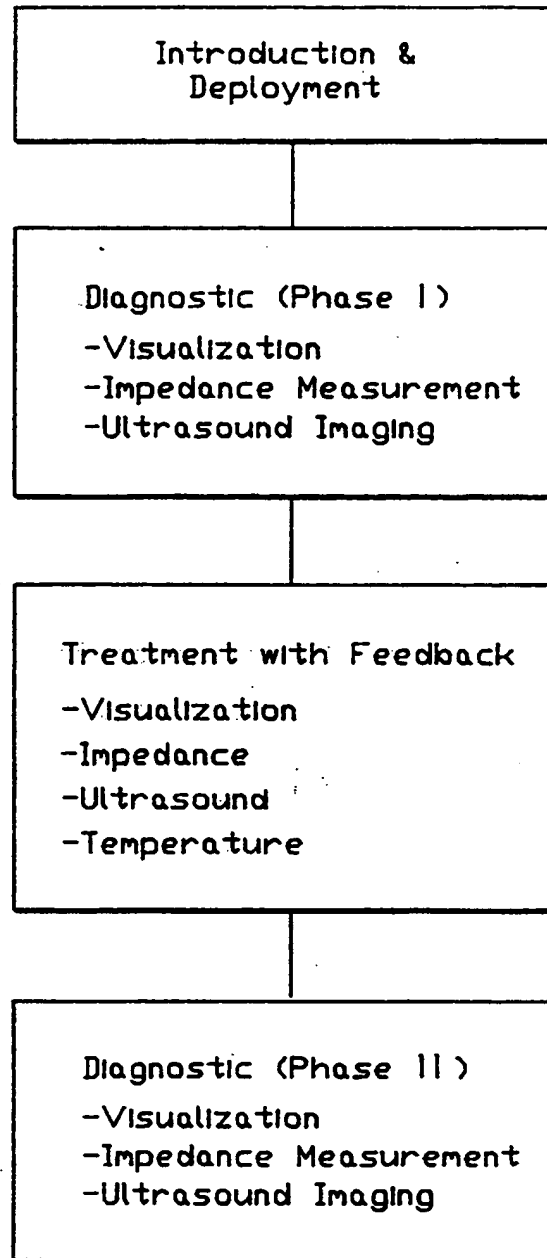 Introduction &
Deployment
Diagnostic (Phase I)
-Visualization
-Impedance Measurement
-Ultrasound Imaging
Treatment with Feedback
-Visualization
-Impedance
-Ultrasound
-Temperature
Diagnostic (Phase II)
-Visualization
-Impedance Measurement
-Ultrasound Imaging